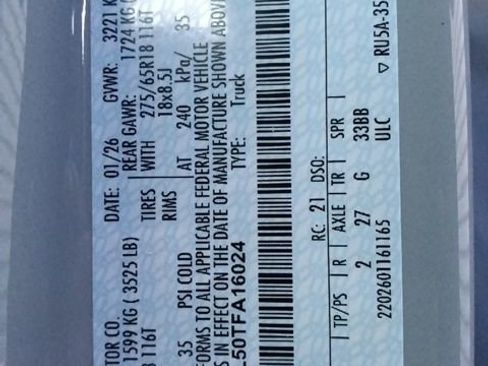 TOR CO.
DATE: 01/26 GVWR: 3221 K
1599 KG ( 3525 LB) REAR GAWR: 1724 KG (
116T TIRES WITH 275/65R18 116T
RIMS 18x8.5J
35 PSI COLD AT 240 kPa/ 35
FORMS TO ALL APPLICABLE FEDERAL MOTOR VEHICLE
S IN EFFECT ON THE DATE OF MANUFACTURE SHOWN ABOVE
L50TFA16024 TYPE: Truck
RC: 21 DSO:
TP/PS R AXLE TR SPR
2 27 G 33BB
2202601161165 ULC ▽ RU5A-35